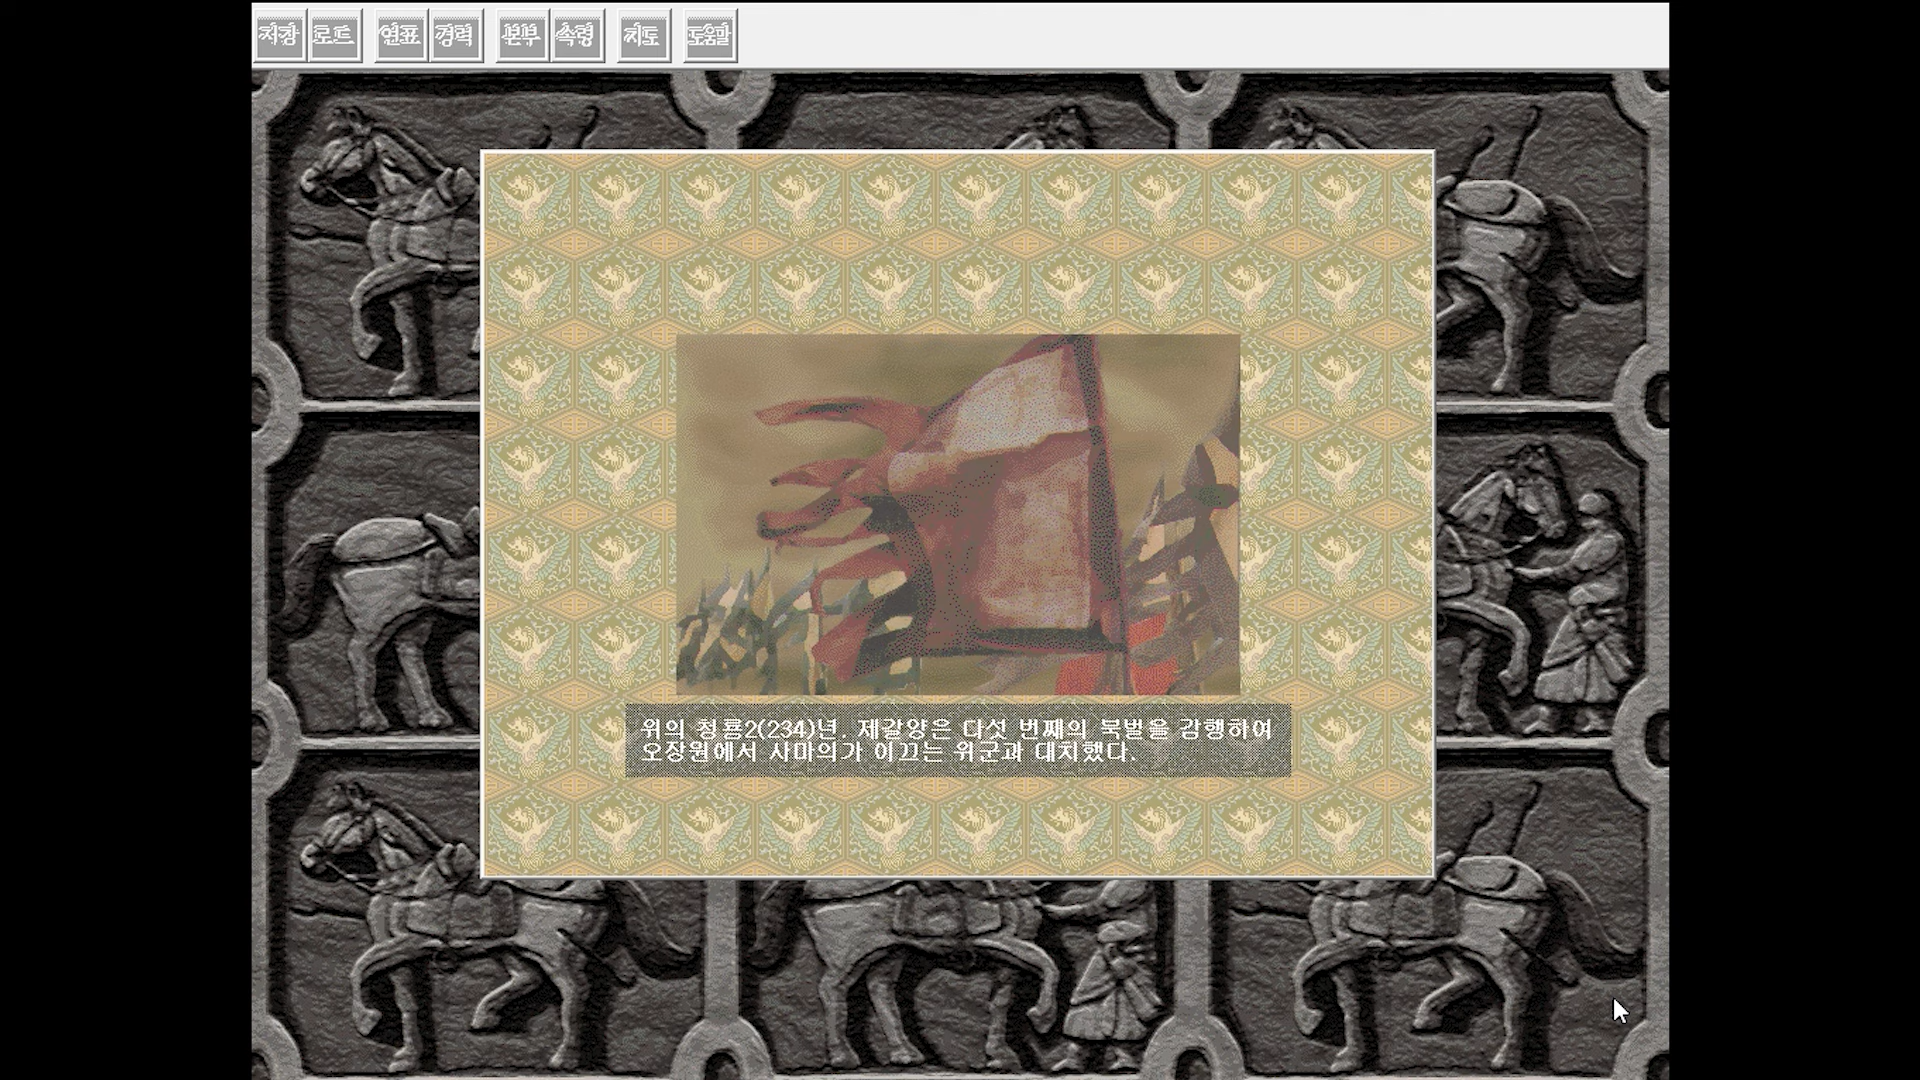 저장 로드 연표 경력 본부 속령 지도 도움말
위의 청룡2(234)년. 제갈양은 다섯 번째의 북벌을 감행하여
오장원에서 사마의가 이끄는 위군과 대치했다.